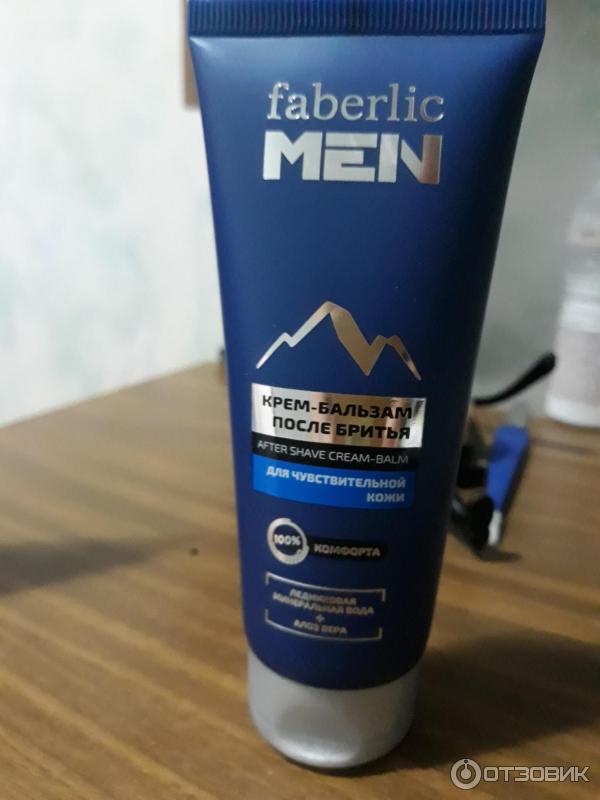 faberlic
MEN
КРЕМ-БАЛЬЗАМ
ПОСЛЕ БРИТЬЯ
AFTER SHAVE CREAM-BALM
ДЛЯ ЧУВСТВИТЕЛЬНОЙ
КОЖИ
100%
КОМФОРТА
ЛЕДНИКОВАЯ
МИНЕРАЛЬНАЯ ВОДА
+
АЛОЭ ВЕРА
ОТЗОВИК